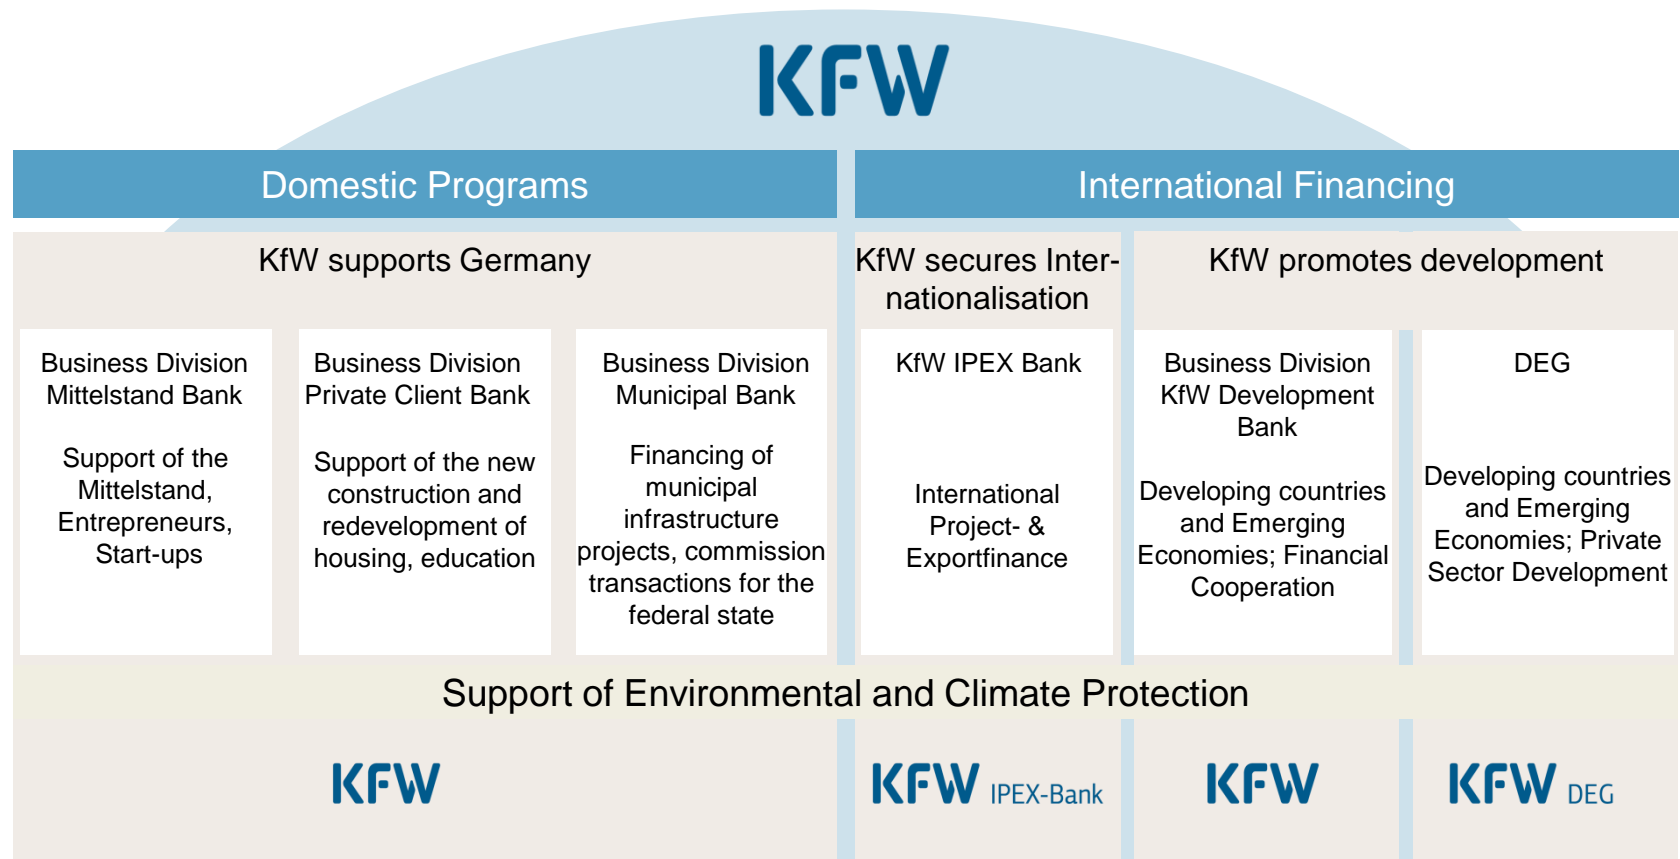 KFW
Domestic Programs
International Financing
KfW supports Germany
KfW secures Inter-
nationalisation
KfW promotes development
Business Division
Mittelstand Bank
Support of the
Mittelstand,
Entrepreneurs,
Start-ups
Business Division
Private Client Bank
Support of the new
construction and
redevelopment of
housing, education
Business Division
Municipal Bank
Financing of
municipal
infrastructure
projects, commission
transactions for the
federal state
KfW IPEX Bank
International
Project- &
Exportfinance
Business Division
KfW Development
Bank
Developing countries
and Emerging
Economies; Financial
Cooperation
DEG
Developing countries
and Emerging
Economies; Private
Sector Development
Support of Environmental and Climate Protection
KFW
KFW IPEX-Bank
KFW
KFW DEG